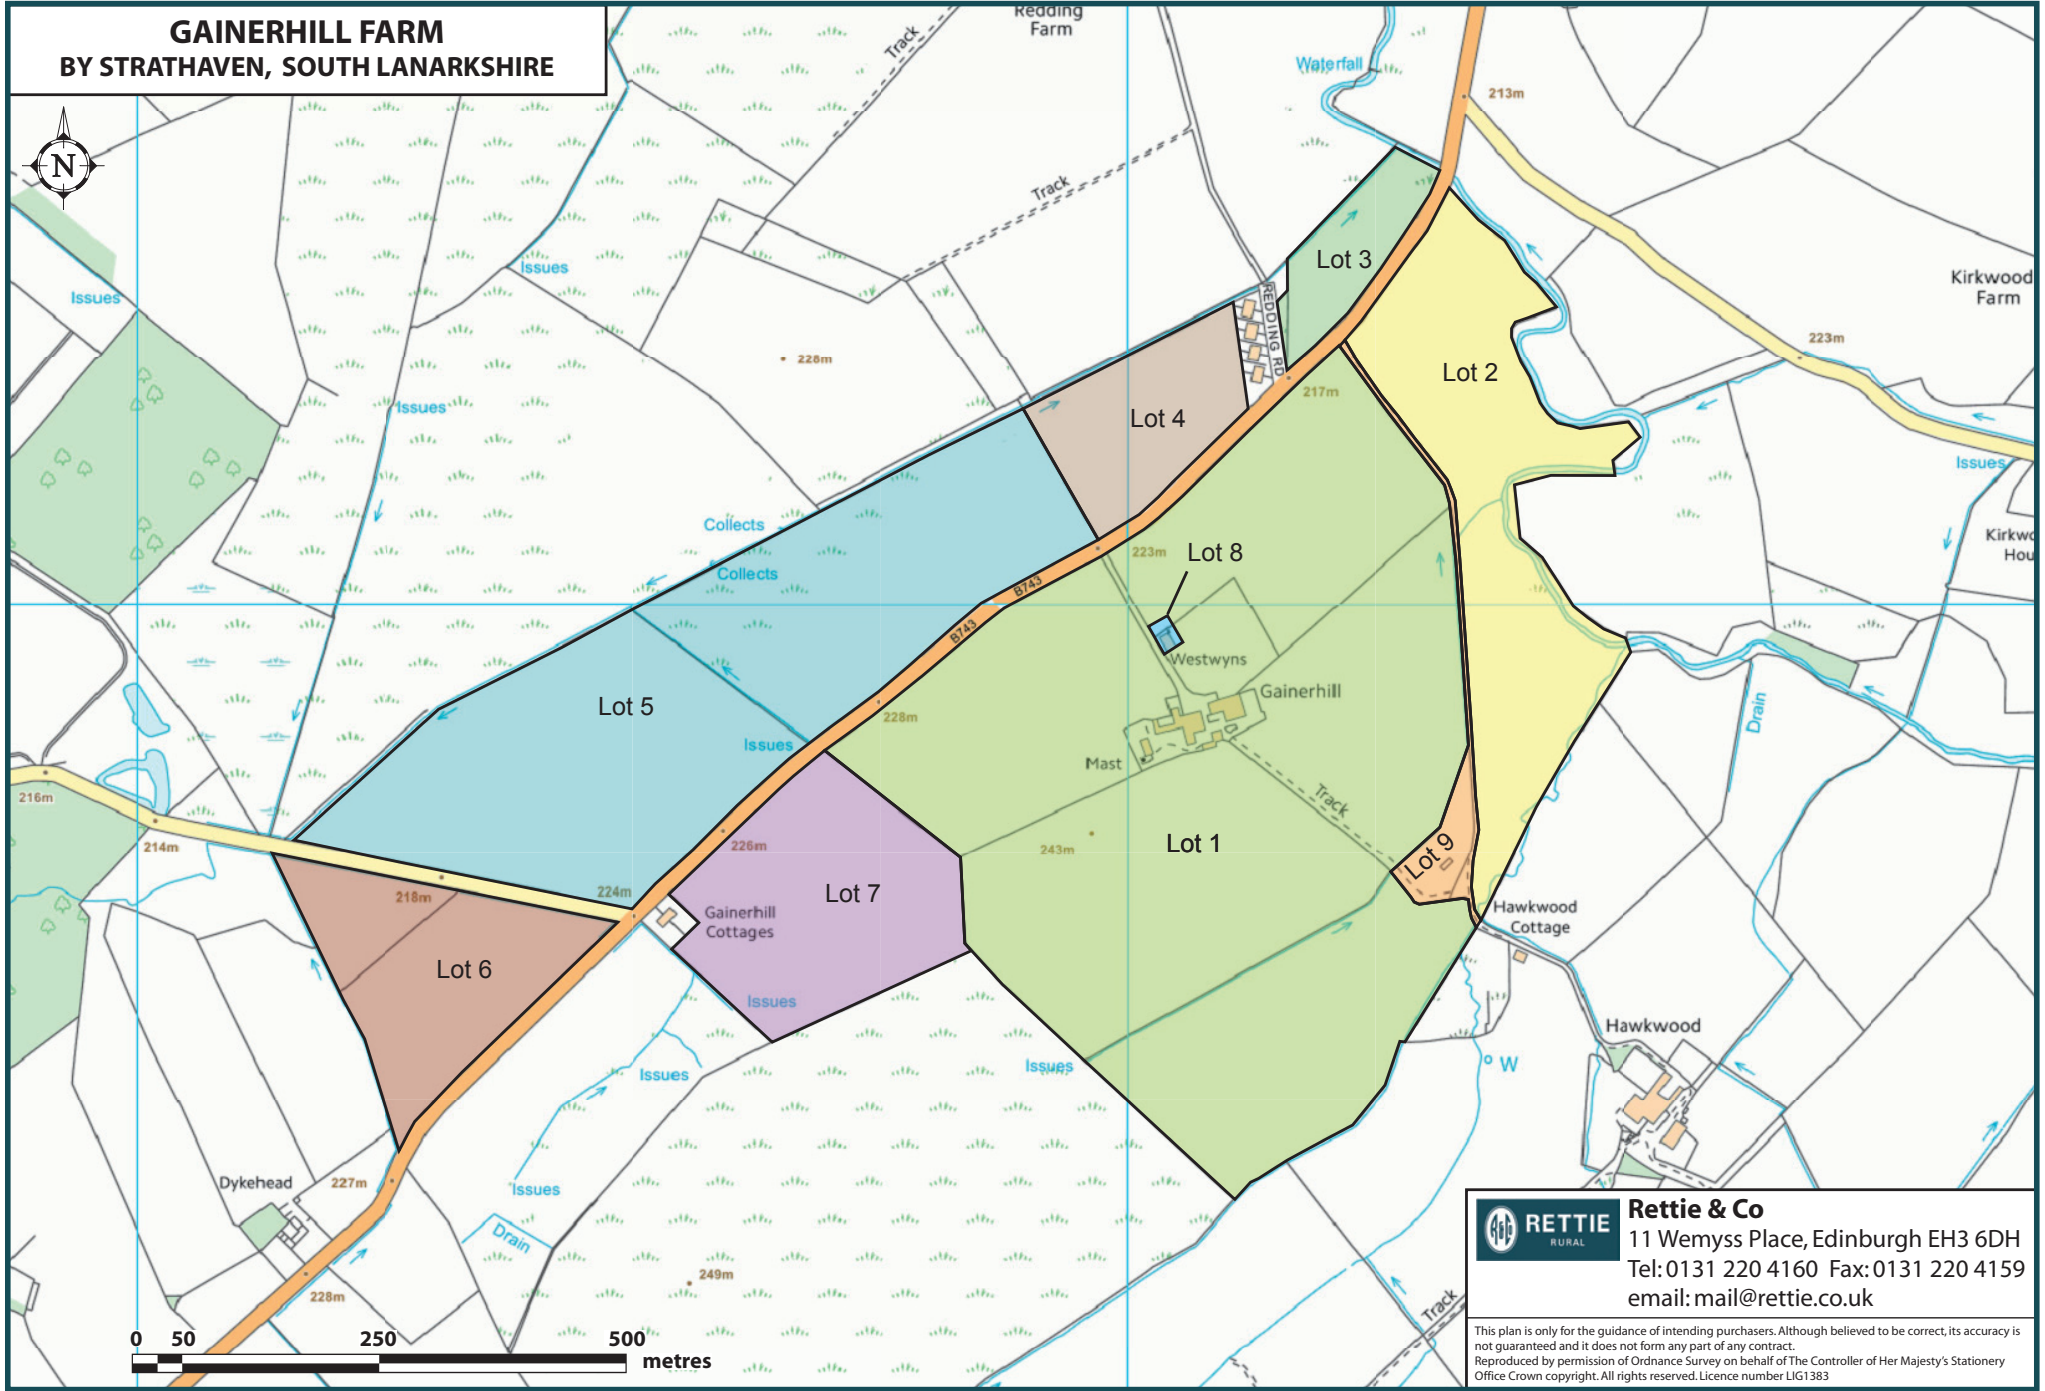 GAINERHILL FARM
BY STRATHAVEN, SOUTH LANARKSHIRE
N
Redding
Farm
Track
Waterfall
213m
Track
Issues
Issues
Lot 3
Kirkwood
Farm
REDDING RD
223m
228m
Lot 2
217m
Issues
Lot 4
Issues
Collects
Collects
223m
Lot 8
B743
B743
Westwyns
Gainerhill
Lot 5
228m
Issues
Drain
Mast
216m
Track
214m
226m
243m
Lot 1
Lot 9
218m
224m
Lot 7
Gainerhill
Cottages
Hawkwood
Cottage
Lot 6
Issues
Hawkwood
Issues
Issues
W
Dykehead
227m
Issues
Drain
249m
228m
Track
0 50 250 500
metres
RETTIE
RURAL
Rettie & Co
11 Wemyss Place, Edinburgh EH3 6DH
Tel: 0131 220 4160 Fax: 0131 220 4159
email: mail@rettie.co.uk
This plan is only for the guidance of intending purchasers. Although believed to be correct, its accuracy is
not guaranteed and it does not form any part of any contract.
Reproduced by permission of Ordnance Survey on behalf of The Controller of Her Majesty's Stationery
Office Crown copyright. All rights reserved. Licence number LIG1383